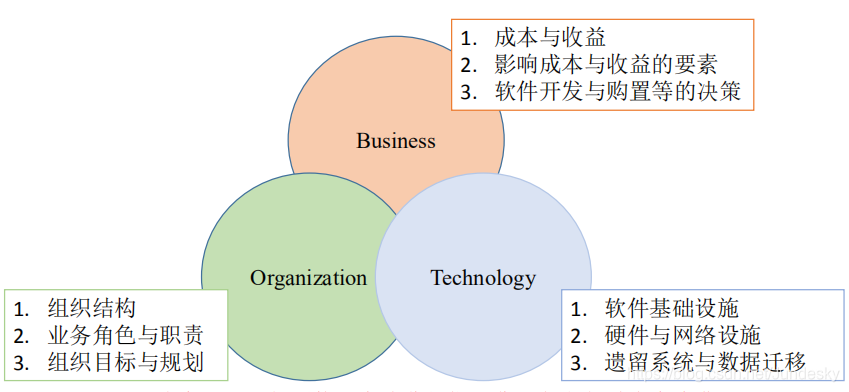 1. 成本与收益
2. 影响成本与收益的要素
3. 软件开发与购置等的决策
Business
Organization
Technology
1. 组织结构
2. 业务角色与职责
3. 组织目标与规划
1. 软件基础设施
2. 硬件与网络设施
3. 遗留系统与数据迁移